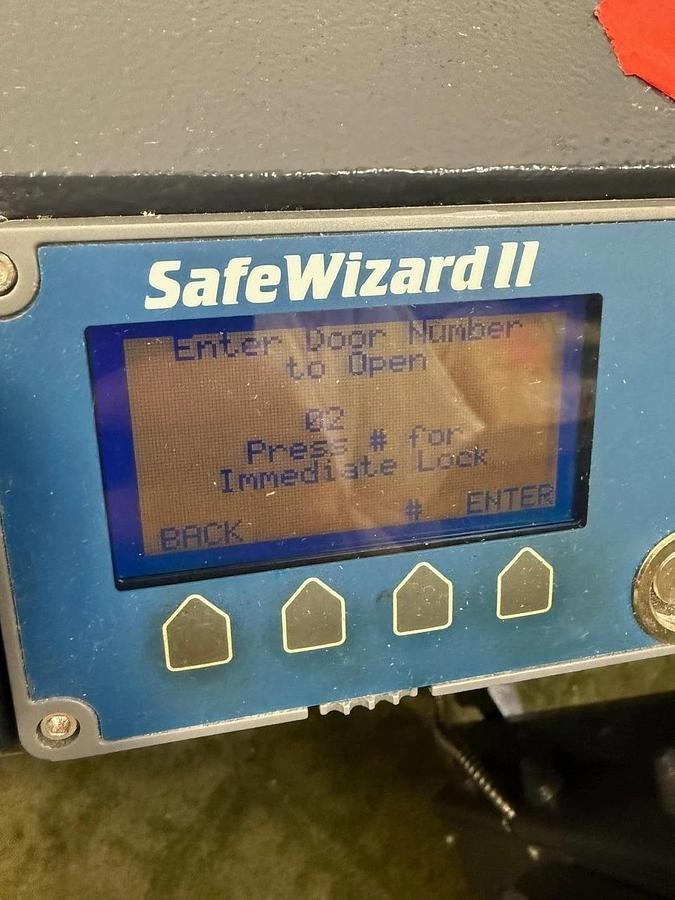 SafeWizard II
Enter Door Number
to Open
02
Press # for
Immediate Lock
BACK # ENTER